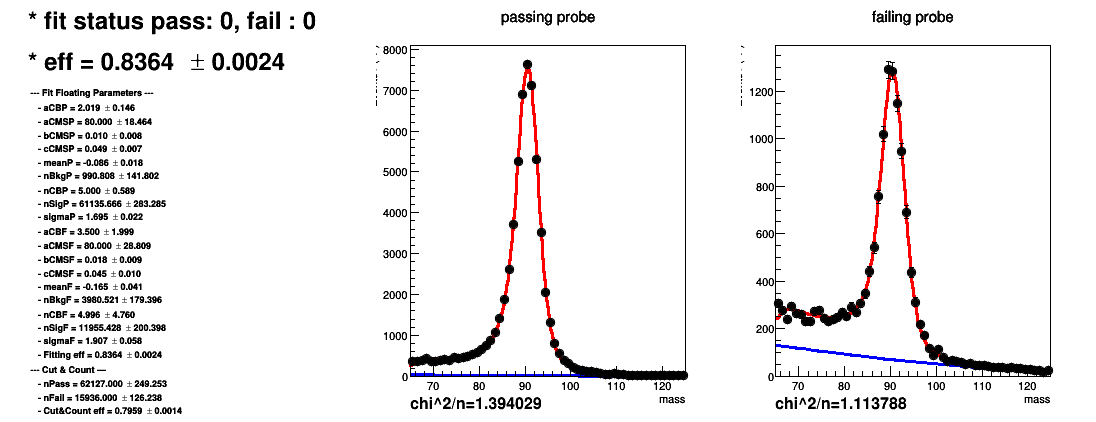 * fit status pass: 0, fail : 0
* eff = 0.8364 ± 0.0024
--- Fit Floating Parameters ---
- aCBP = 2.019 ± 0.146
- aCMSP = 80.000 ± 18.464
- bCMSP = 0.010 ± 0.008
- cCMSP = 0.049 ± 0.007
- meanP = -0.086 ± 0.018
- nBkgP = 990.808 ± 141.802
- nCBP = 5.000 ± 0.589
- nSigP = 61135.666 ± 283.285
- sigmaP = 1.695 ± 0.022
- aCBF = 3.500 ± 1.999
- aCMSF = 80.000 ± 28.809
- bCMSF = 0.018 ± 0.009
- cCMSF = 0.045 ± 0.010
- meanF = -0.165 ± 0.041
- nBkgF = 3980.521 ± 179.396
- nCBF = 4.996 ± 4.760
- nSigF = 11955.428 ± 200.398
- sigmaF = 1.907 ± 0.058
- Fitting eff = 0.8364 ± 0.0024
--- Cut & Count ---
- nPass = 62127.000 ± 249.253
- nFail = 15936.000 ± 126.238
- Cut&Count eff = 0.7959 ± 0.0014
passing probe
8000
7000
6000
5000
4000
3000
2000
1000
0
70 80 90 100 110 120
mass
chi^2/n=1.394029
failing probe
1200
1000
800
600
400
200
0
70 80 90 100 110 120
mass
chi^2/n=1.113788